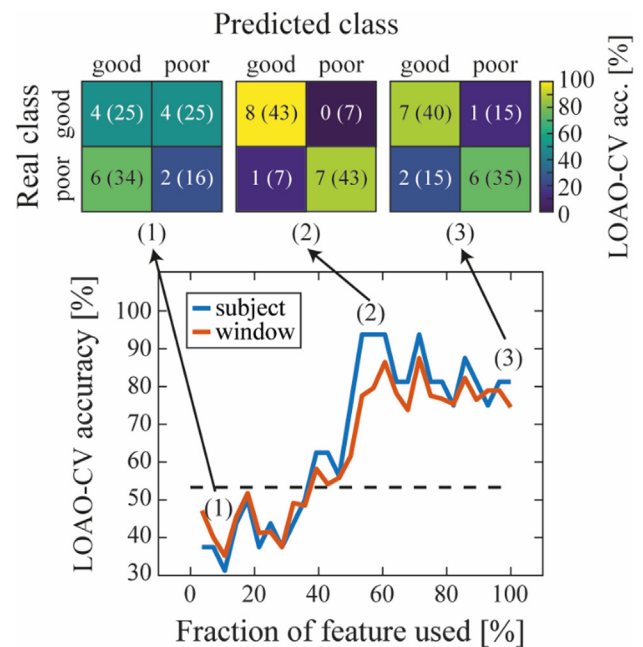 Predicted class
good poor good poor good poor
Real class
good
poor
4 (25) 4 (25) 8 (43) 0 (7) 7 (40) 1 (15)
6 (34) 2 (16) 1 (7) 7 (43) 2 (15) 6 (35)
100
80
60
40
20
0
LOAO-CV acc. [%]
(1) (2) (3)
LOAO-CV accuracy [%]
100
90
80
70
60
50
40
30
subject
window
(1)
(2)
(3)
0 20 40 60 80 100
Fraction of feature used [%]